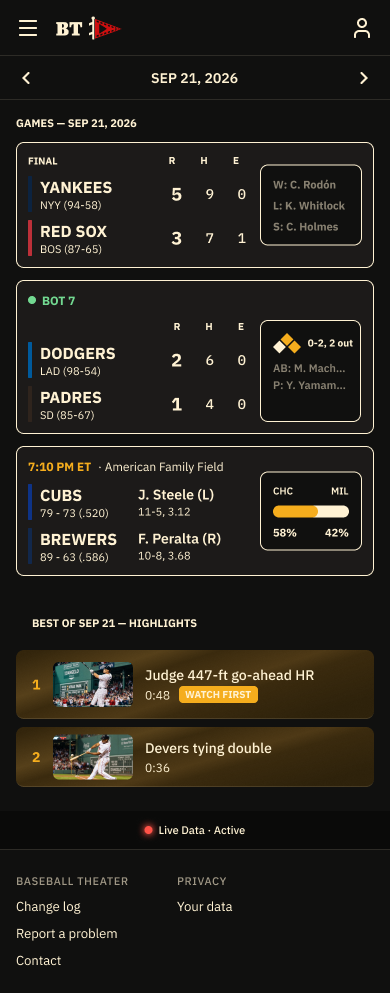 BT
SEP 21, 2026
GAMES — SEP 21, 2026
FINAL R H E
YANKEES 5 9 0
NYY (94-58)
RED SOX 3 7 1
BOS (87-65)
W: C. Rodón
L: K. Whitlock
S: C. Holmes
BOT 7
R H E
DODGERS 2 6 0
LAD (98-54)
PADRES 1 4 0
SD (85-67)
0-2, 2 out
AB: M. Mach...
P: Y. Yamam...
7:10 PM ET · American Family Field
CUBS J. Steele (L)
79 - 73 (.520) 11-5, 3.12
BREWERS F. Peralta (R)
89 - 63 (.586) 10-8, 3.68
CHC MIL
58% 42%
BEST OF SEP 21 — HIGHLIGHTS
1 Judge 447-ft go-ahead HR
0:48 WATCH FIRST
2 Devers tying double
0:36
Live Data · Active
BASEBALL THEATER PRIVACY
Change log Your data
Report a problem
Contact